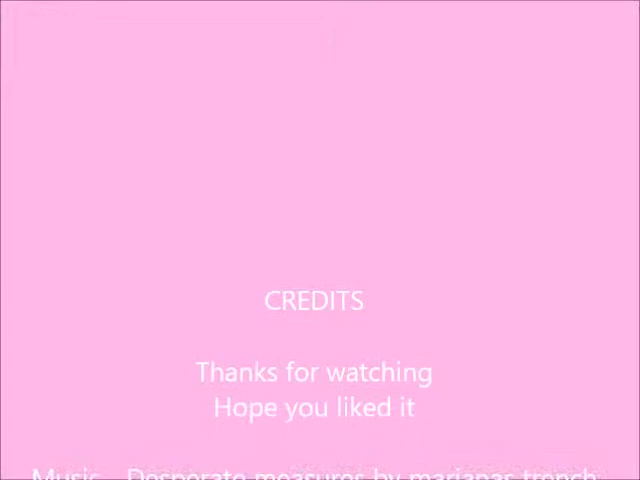 CREDITS
Thanks for watching
Hope you liked it
Music - Desperate measures by marianas trench